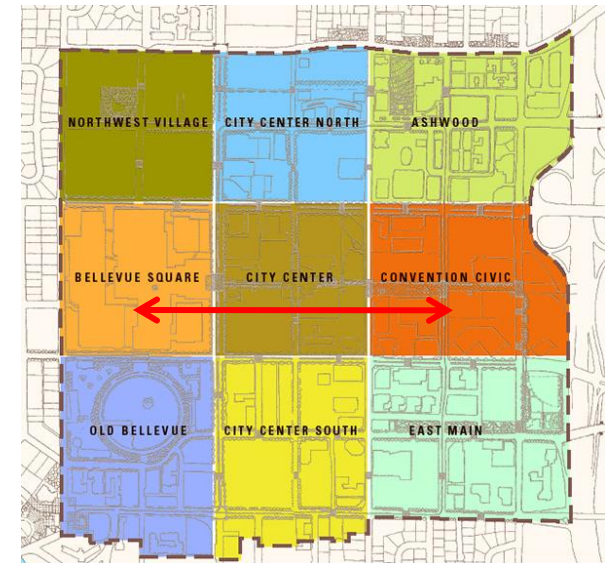 NORTHWEST VILLAGE
CITY CENTER NORTH
ASHWOOD
BELLEVUE SQUARE
CITY CENTER
CONVENTION CIVIC
OLD BELLEVUE
CITY CENTER SOUTH
EAST MAIN